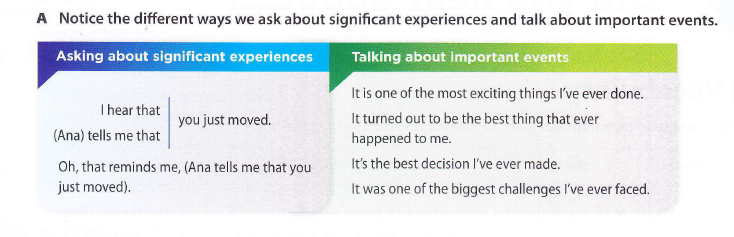 A Notice the different ways we ask about significant experiences and talk about important events.
Asking about significant experiences
I hear that
(Ana) tells me that
you just moved.
Oh, that reminds me, (Ana tells me that you
just moved).
Talking about important events
It is one of the most exciting things I've ever done.
It turned out to be the best thing that ever
happened to me.
It's the best decision I've ever made.
It was one of the biggest challenges I've ever faced.